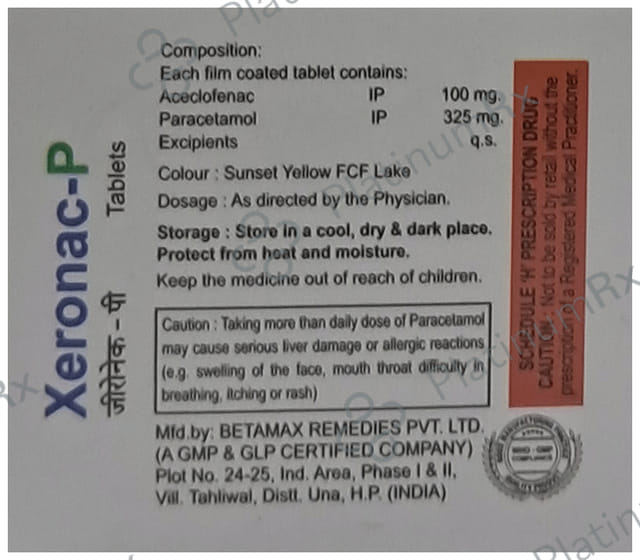 Xeronac-P
Tablets
जीरोनेक - पी
Composition:
Each film coated tablet contains:
Aceclofenac IP 100 mg.
Paracetamol IP 325 mg.
Excipients q.s.
Colour : Sunset Yellow FCF Lake
Dosage : As directed by the Physician.
Storage : Store in a cool, dry & dark place.
Protect from heat and moisture.
Keep the medicine out of reach of children.
Caution : Taking more than daily dose of Paracetamol
may cause serious liver damage or allergic reactions
(e.g. swelling of the face, mouth throat difficulty in
breathing, itching or rash)
Mfd.by: BETAMAX REMEDIES PVT. LTD.
(A GMP & GLP CERTIFIED COMPANY)
Plot No. 24-25, Ind. Area, Phase I & II,
Vill. Tahliwal, Distt. Una, H.P. (INDIA)
SCHEDULE 'H' PRESCRIPTION DRUG
CAUTION : Not to be sold by retail without the
prescription of a Registered Medical Practitioner.
PlatinumRx